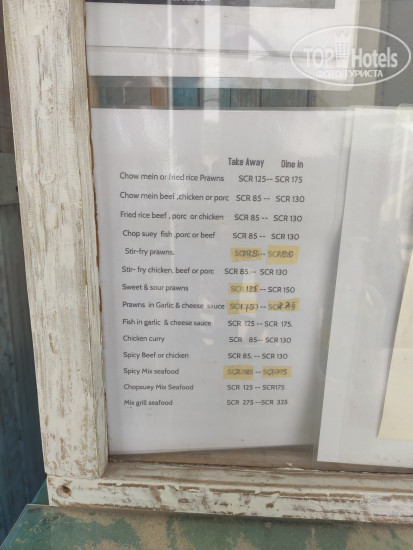 TOP Hotels
ФОТО ТУРИСТА
Take Away Dine In
Chow mein or fried rice Prawns SCR 125-- SCR 175
Chow mein beef ,chicken or porc SCR 85 -- SCR 130
Fried rice beef , porc or chicken SCR 85 -- SCR 130
Chop suey fish ,porc or beef SCR 85 -- SCR 130
Stir-fry prawns. --
Stir- fry chicken. beef or porc SCR 85 -- SCR 130
Sweet & sour prawns SCR 125 -- SCR 150
Prawns in Garlic & cheese sauce -- 225
Fish in garlic & cheese sauce SCR 125 -- SCR 175.
Chicken curry SCR 85-- SCR 130
Spicy Beef or chicken SCR 85, -- SCR 130
Spicy Mix seafood --
Chopsuey Mix Seafood SCR 125 --SCR175
Mix grill seafood SCR 275 --SCR 325